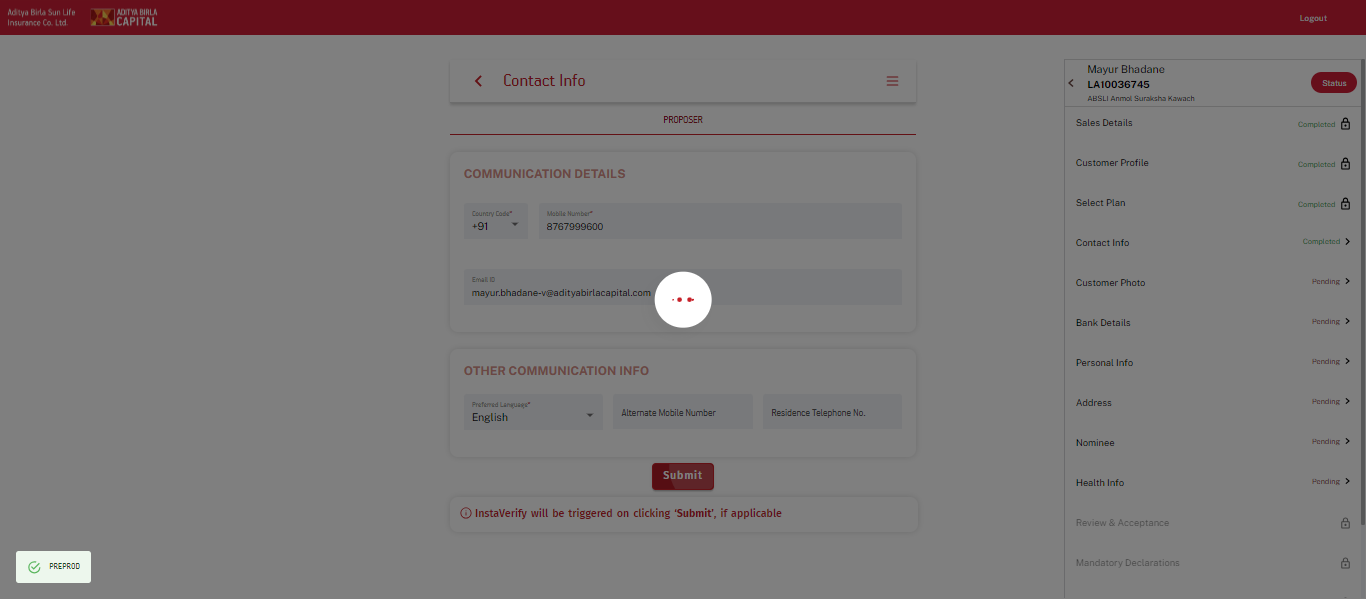 Aditya Birla Sun Life
Insurance Co. Ltd.
ADITYA BIRLA
CAPITAL
Logout
Contact Info
PROPOSER
COMMUNICATION DETAILS
Country Code*
+91
Mobile Number*
8767999600
Email ID
mayur.bhadane-v@adityabirlacapital.com
OTHER COMMUNICATION INFO
Preferred Language*
English
Alternate Mobile Number
Residence Telephone No.
Submit
InstaVerify will be triggered on clicking ‘Submit’, if applicable
PREPROD
Mayur Bhadane
LA10036745
ABSLI Anmol Suraksha Kawach
Status
Sales Details Completed
Customer Profile Completed
Select Plan Completed
Contact Info Completed
Customer Photo Pending
Bank Details Pending
Personal Info Pending
Address Pending
Nominee Pending
Health Info Pending
Review & Acceptance
Mandatory Declarations